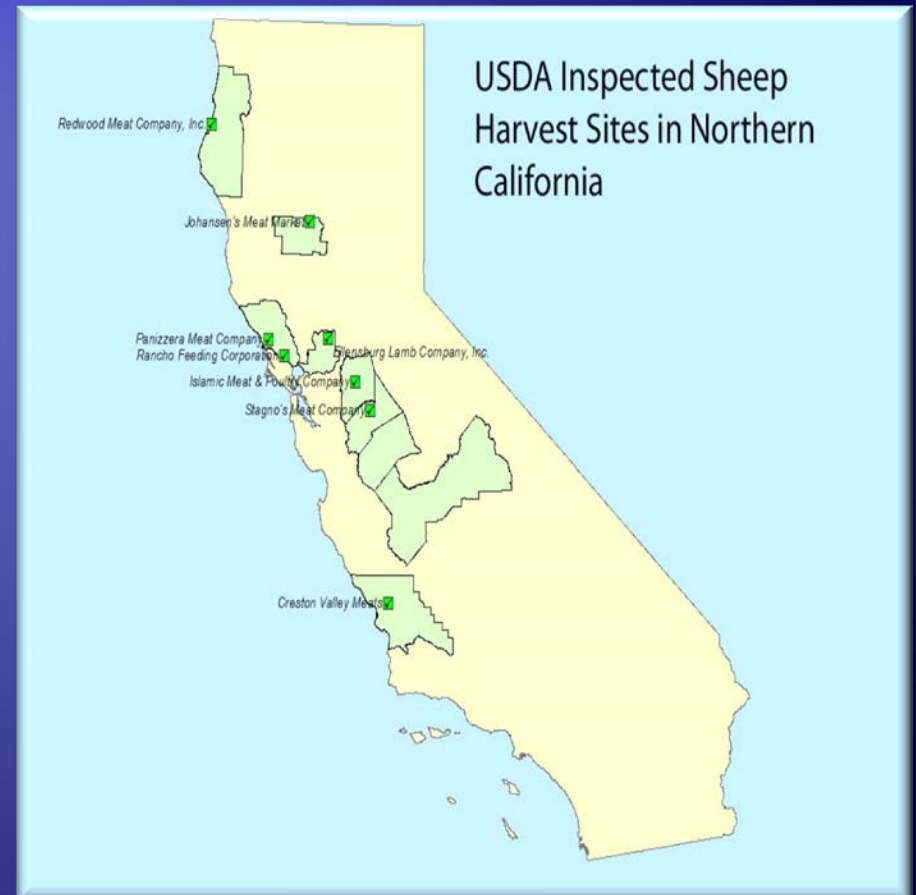 USDA Inspected Sheep
Harvest Sites in Northern
California
Redwood Meat Company, Inc.
Johansen's Meat Market
Panizzera Meat Company
Rancho Feeding Corporation
Ellensburg Lamb Company, Inc.
Islamic Meat & Poultry Company
Stagno's Meat Company
Creston Valley Meats